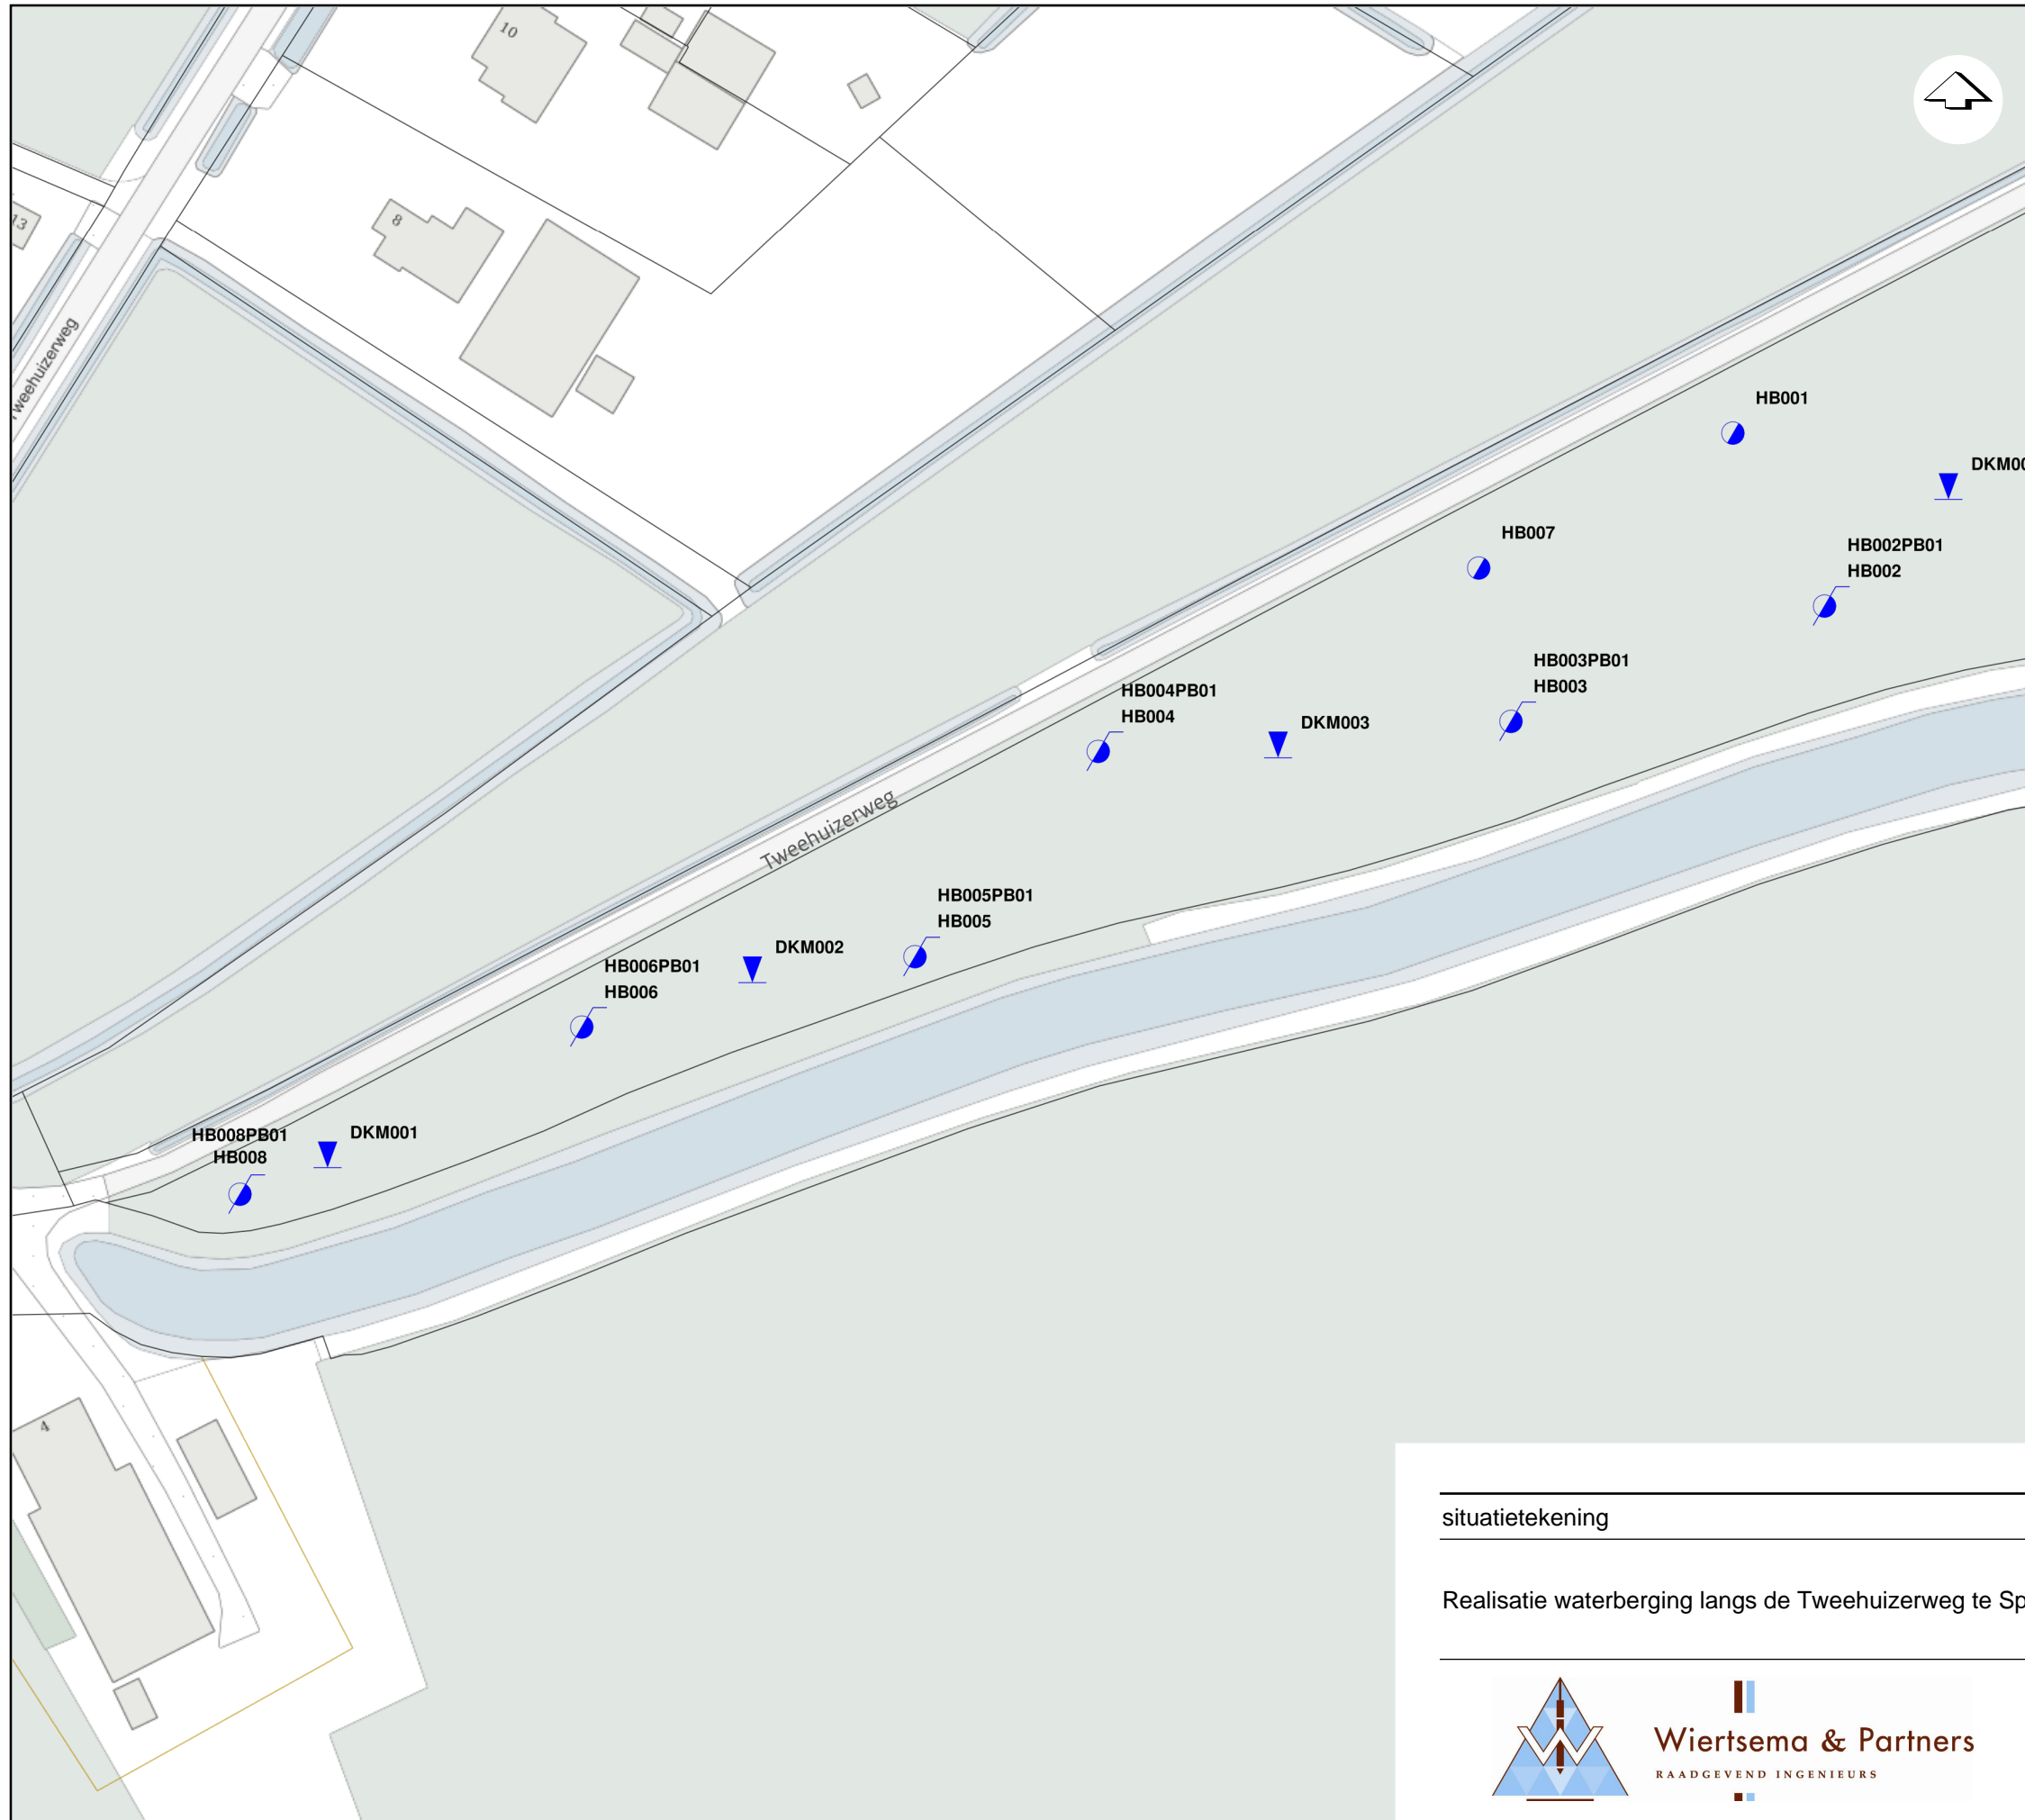 10
13
8
Tweehuizerweg
HB001
DKM00
HB007
HB002PB01
HB002
HB003PB01
HB003
HB004PB01
HB004
DKM003
Tweehuizerweg
HB005PB01
HB005
DKM002
HB006PB01
HB006
HB008PB01
HB008
DKM001
4
situatietekening
Realisatie waterberging langs de Tweehuizerweg te Sp
Wiertsema & Partners
RAADGEVEND INGENIEURS